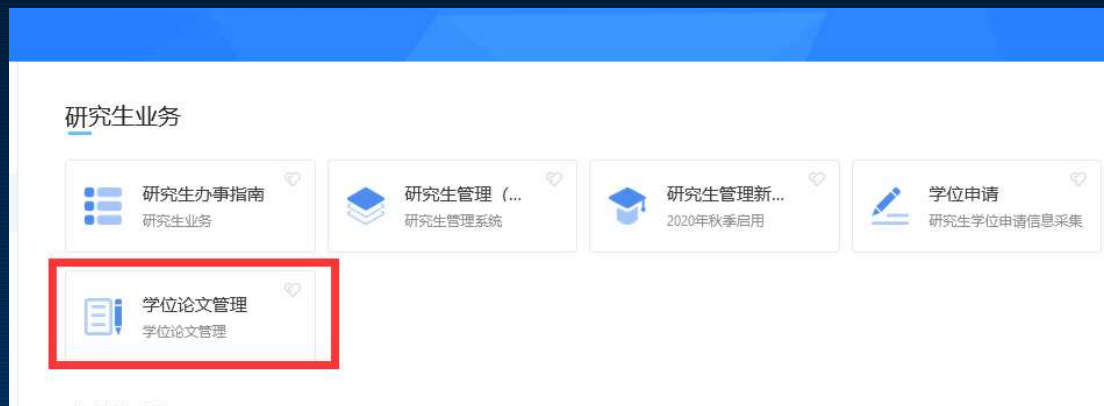 研究生业务
研究生办事指南
研究生业务
研究生管理（...
研究生管理系统
研究生管理新...
2020年秋季启用
学位申请
研究生学位申请信息采集
学位论文管理
学位论文管理